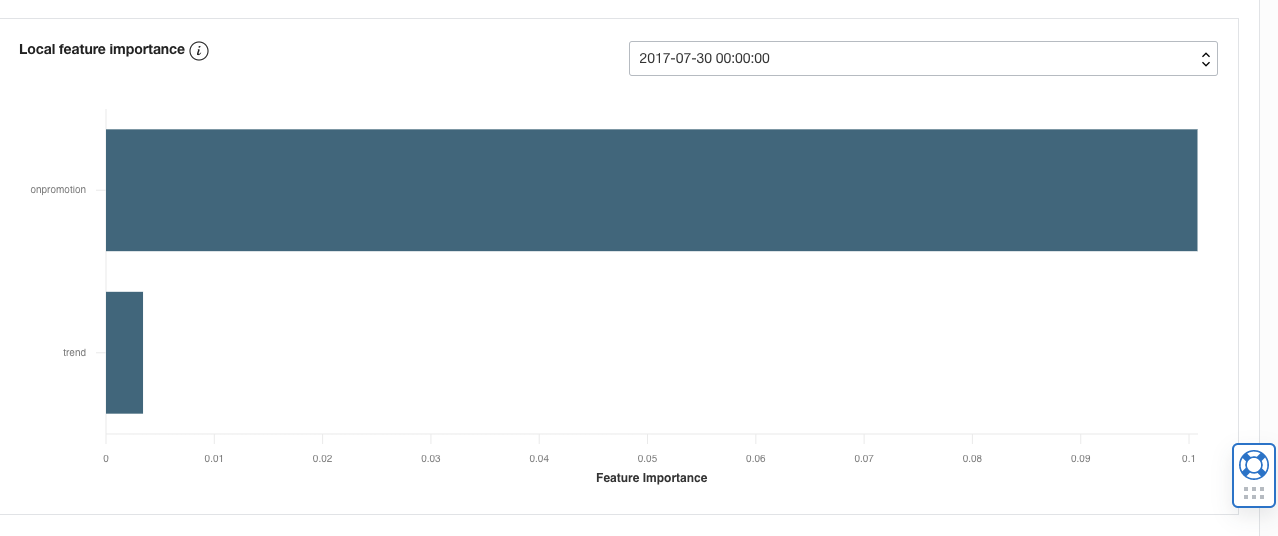 Local feature importance i
2017-07-30 00:00:00
onpromotion
trend
0 0.01 0.02 0.03 0.04 0.05 0.06 0.07 0.08 0.09 0.1
Feature Importance